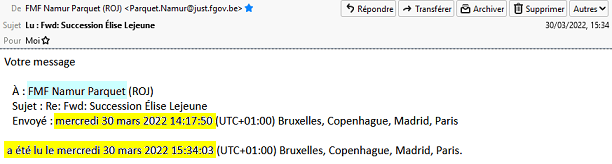 De FMF Namur Parquet (ROJ) <Parquet.Namur@just.fgov.be>
Répondre Transférer Archiver Supprimer Autres
Sujet Lu : Fwd: Succession Élise Lejeune 30/03/2022, 15:34
Pour Moi
Votre message
À : FMF Namur Parquet (ROJ)
Sujet : Re: Fwd: Succession Élise Lejeune
Envoyé : mercredi 30 mars 2022 14:17:50 (UTC+01:00) Bruxelles, Copenhague, Madrid, Paris
a été lu le mercredi 30 mars 2022 15:34:03 (UTC+01:00) Bruxelles, Copenhague, Madrid, Paris.